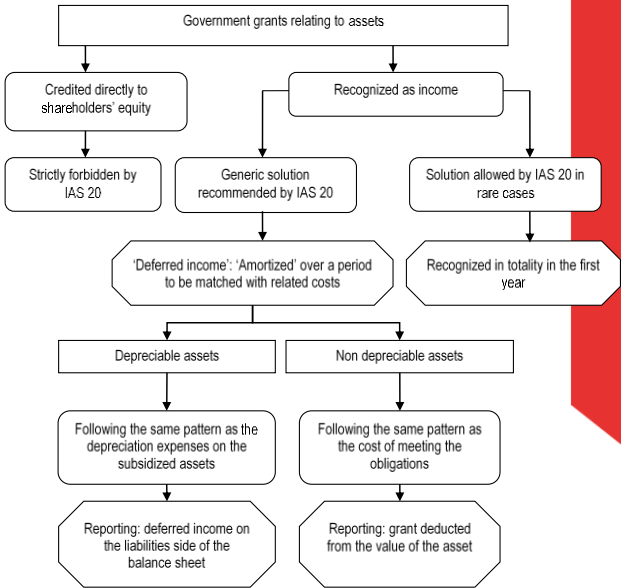 Government grants relating to assets
Credited directly to
shareholders' equity
Recognized as income
Strictly forbidden by
IAS 20
Generic solution
recommended by IAS 20
Solution allowed by IAS 20 in
rare cases
'Deferred income': 'Amortized' over a period
to be matched with related costs
Recognized in totality in the first
year
Depreciable assets
Non depreciable assets
Following the same pattern as the
depreciation expenses on the
subsidized assets
Following the same pattern as
the cost of meeting the
obligations
Reporting: deferred income on
the liabilities side of the
balance sheet
Reporting: grant deducted
from the value of the asset